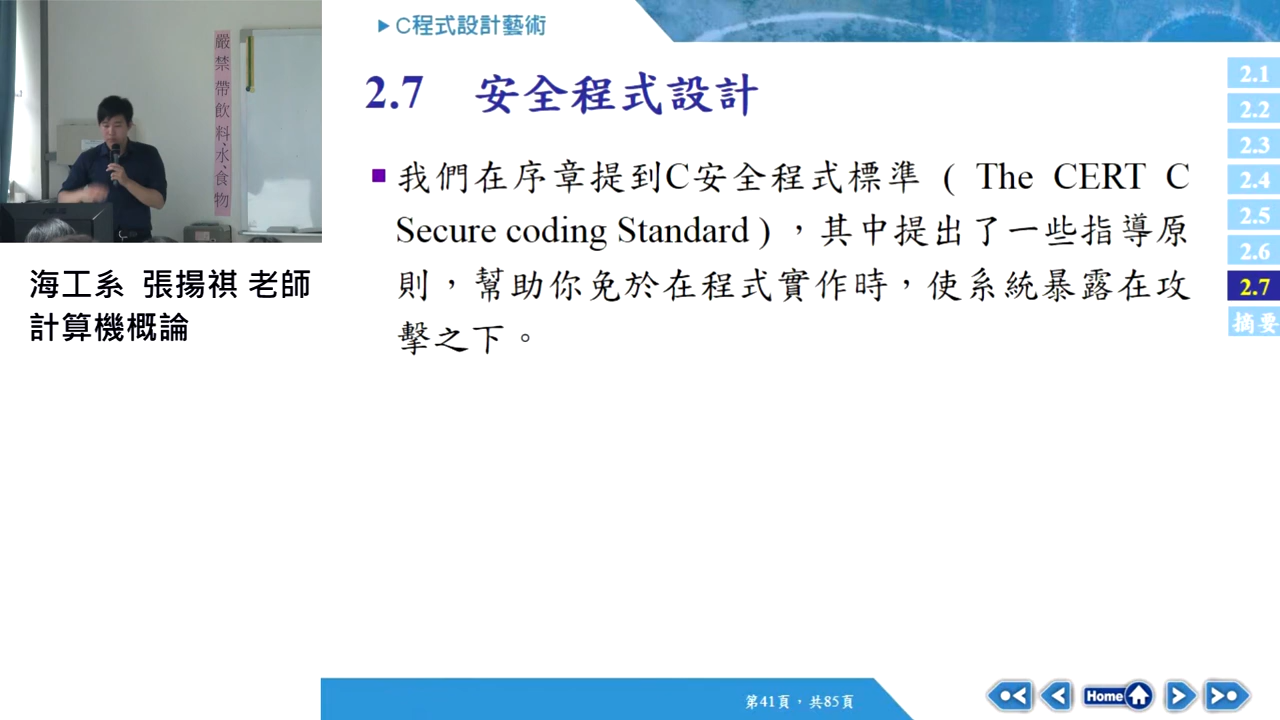 嚴禁帶飲料、水、食物
海工系 張揚祺 老師
計算機概論
C程式設計藝術
2.7 安全程式設計
我們在序章提到C安全程式標準 ( The CERT C
Secure coding Standard ) ，其中提出了一些指導原
則，幫助你免於在程式實作時，使系統暴露在攻
擊之下。
2.1
2.2
2.3
2.4
2.5
2.6
2.7
摘要
第41頁，共85頁
Home